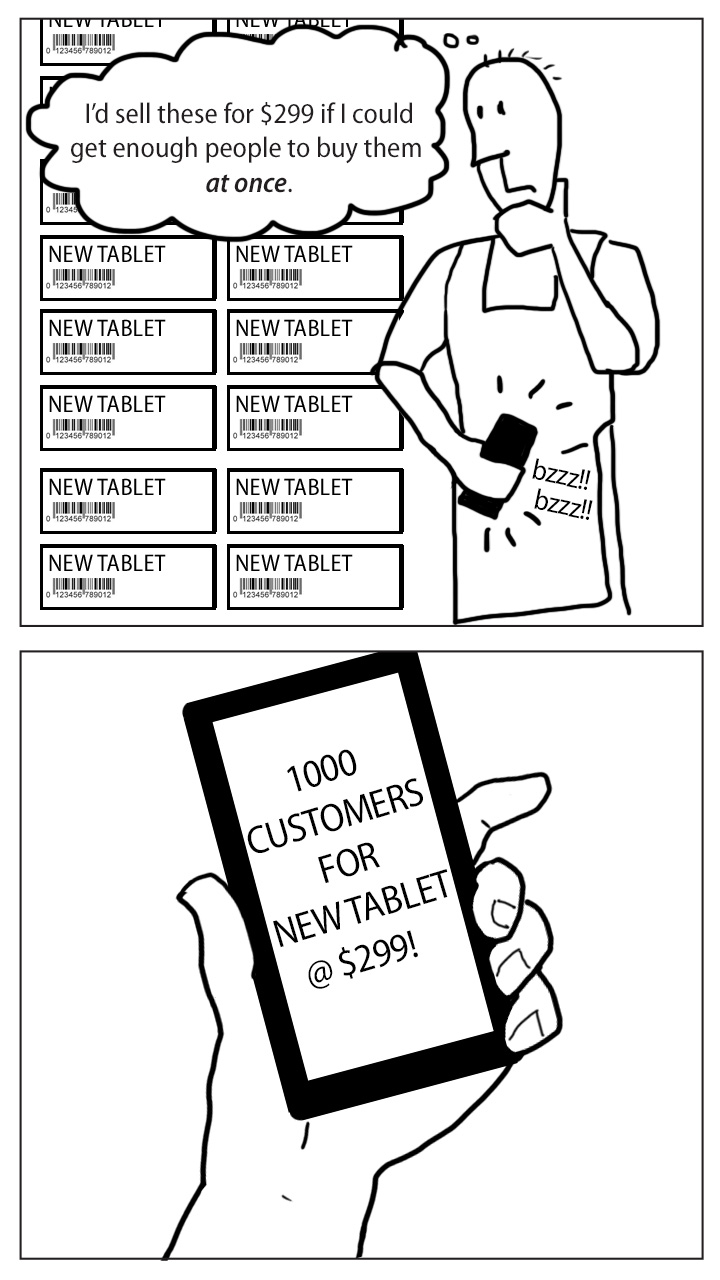 NEW TABLET NEW TABLET
0 123456 789012 0 123456 789012
I'd sell these for $299 if I could
get enough people to buy them
at once.
0 12345
NEW TABLET NEW TABLET
0 123456 789012 0 123456 789012
NEW TABLET NEW TABLET
0 123456 789012 0 123456 789012
NEW TABLET NEW TABLET
0 123456 789012 0 123456 789012
NEW TABLET NEW TABLET
0 123456 789012 0 123456 789012
NEW TABLET NEW TABLET
0 123456 789012 0 123456 789012
bzzz!!
bzzz!!
1000
CUSTOMERS
FOR
NEW TABLET
@ $299!